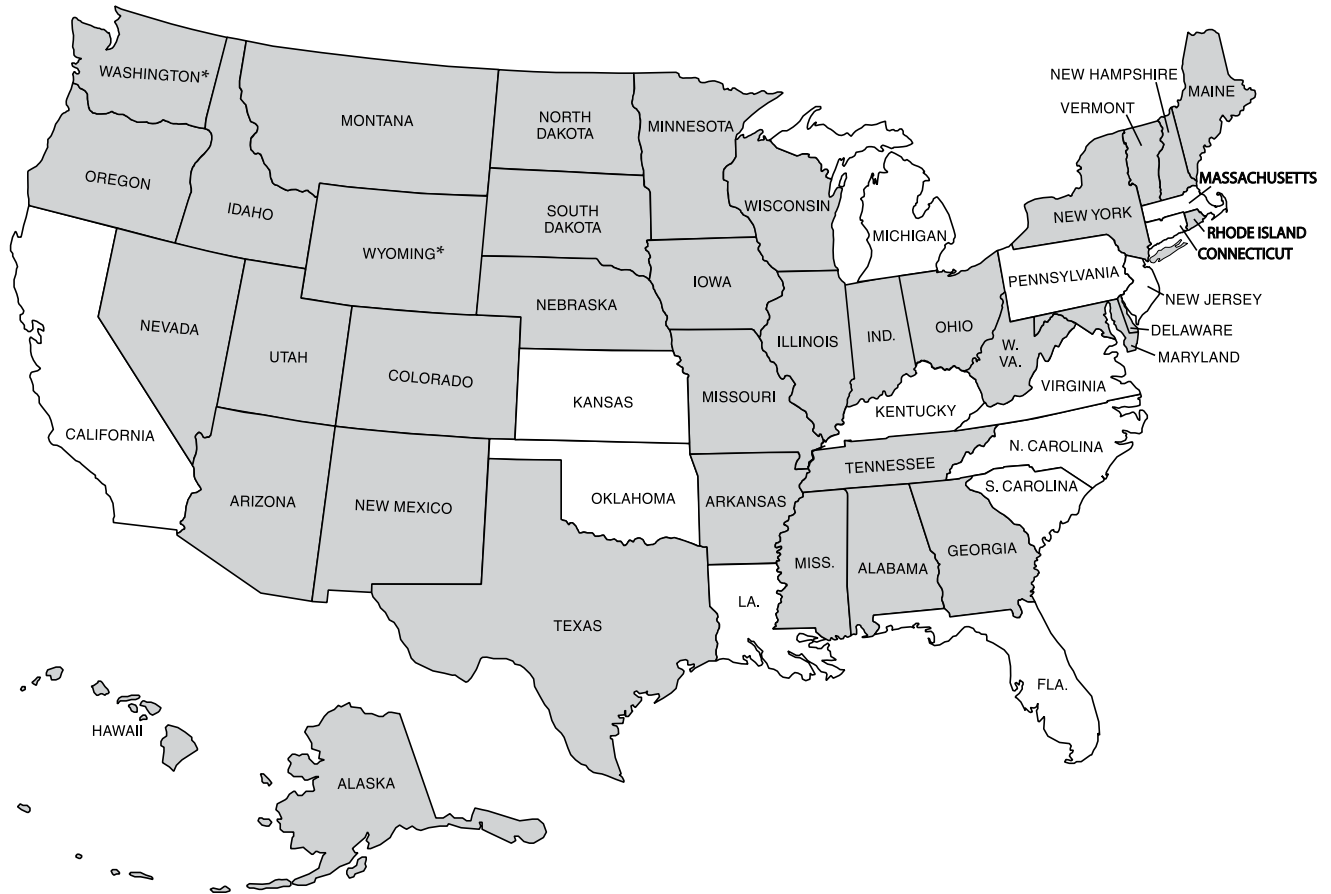 WASHINGTON*
MONTANA
NORTH
DAKOTA
MINNESOTA
NEW HAMPSHIRE
VERMONT
MAINE
OREGON
IDAHO
WYOMING*
SOUTH
DAKOTA
WISCONSIN
MICHIGAN
NEW YORK
MASSACHUSETTS
RHODE ISLAND
CONNECTICUT
NEVADA
UTAH
COLORADO
NEBRASKA
IOWA
ILLINOIS
IND.
OHIO
PENNSYLVANIA
NEW JERSEY
DELAWARE
MARYLAND
W.
VA.
VIRGINIA
CALIFORNIA
KANSAS
MISSOURI
KENTUCKY
N. CAROLINA
TENNESSEE
S. CAROLINA
ARIZONA
NEW MEXICO
OKLAHOMA
ARKANSAS
MISS.
ALABAMA
GEORGIA
TEXAS
LA.
FLA.
HAWAII
ALASKA